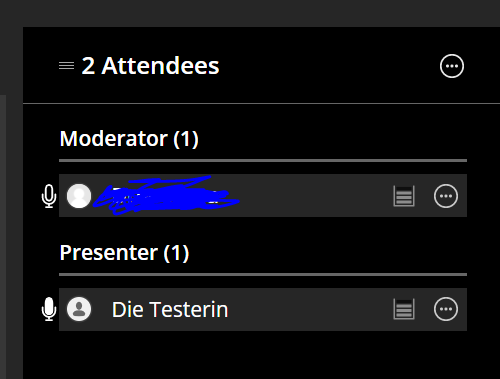 2 Attendees
Moderator (1)
Presenter (1)
Die Testerin